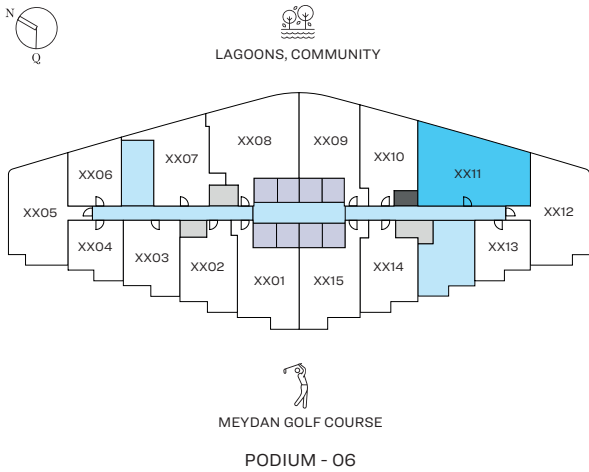 N
Q
LAGOONS, COMMUNITY
XX08 XX09
XX07 XX10
XX06 XX11
XX05 XX12
XX04 XX03 XX02 XX01 XX15 XX14 XX13
MEYDAN GOLF COURSE
PODIUM - 06